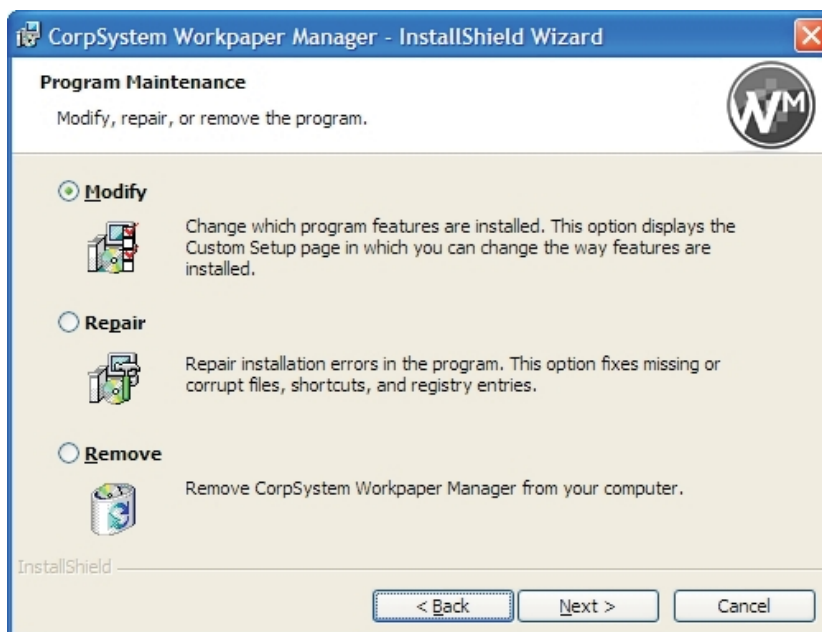 CorpSystem Workpaper Manager - InstallShield Wizard
Program Maintenance
Modify, repair, or remove the program.
WM
Modify
Change which program features are installed. This option displays the
Custom Setup page in which you can change the way features are
installed.
Repair
Repair installation errors in the program. This option fixes missing or
corrupt files, shortcuts, and registry entries.
Remove
Remove CorpSystem Workpaper Manager from your computer.
InstallShield
< Back
Next >
Cancel